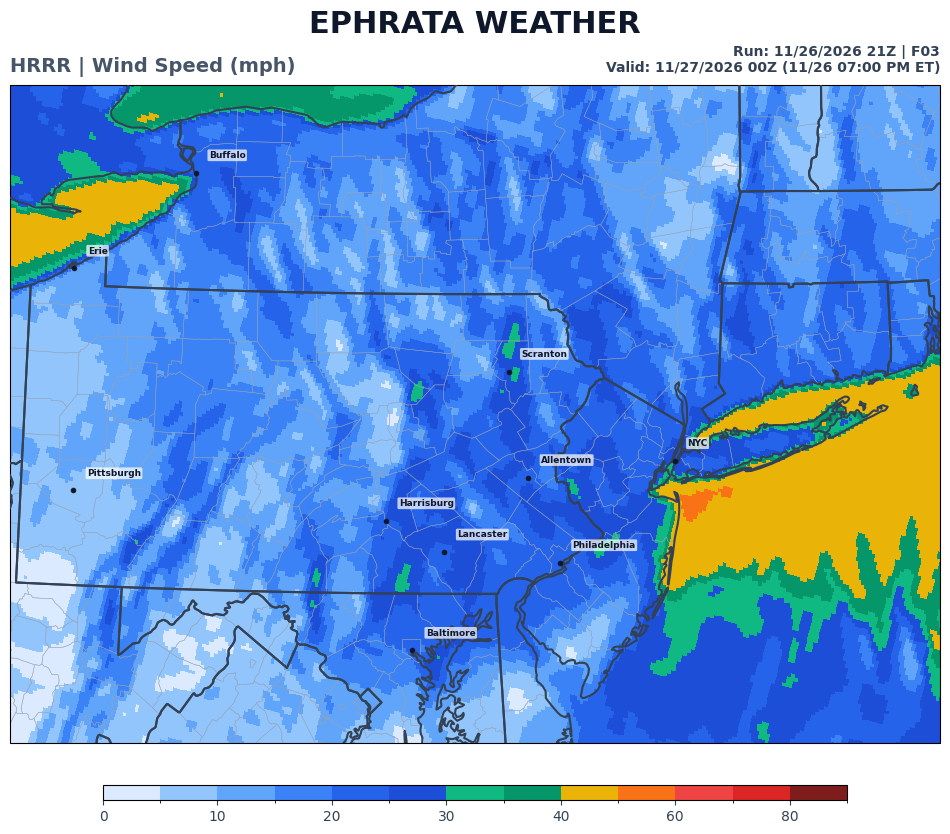 EPHRATA WEATHER
HRRR | Wind Speed (mph)
Run: 11/26/2026 21Z | F03
Valid: 11/27/2026 00Z (11/26 07:00 PM ET)
Buffalo
Erie
Scranton
NYC
Allentown
Pittsburgh
Harrisburg
Lancaster
Philadelphia
Baltimore
0 10 20 30 40 60 80